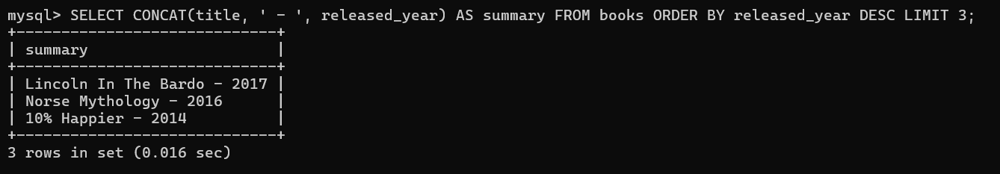 mysql> SELECT CONCAT(title, ' - ', released_year) AS summary FROM books ORDER BY released_year DESC LIMIT 3;
+-----------------------------+
| summary                     |
+-----------------------------+
| Lincoln In The Bardo - 2017 |
| Norse Mythology - 2016      |
| 10% Happier - 2014          |
+-----------------------------+
3 rows in set (0.016 sec)